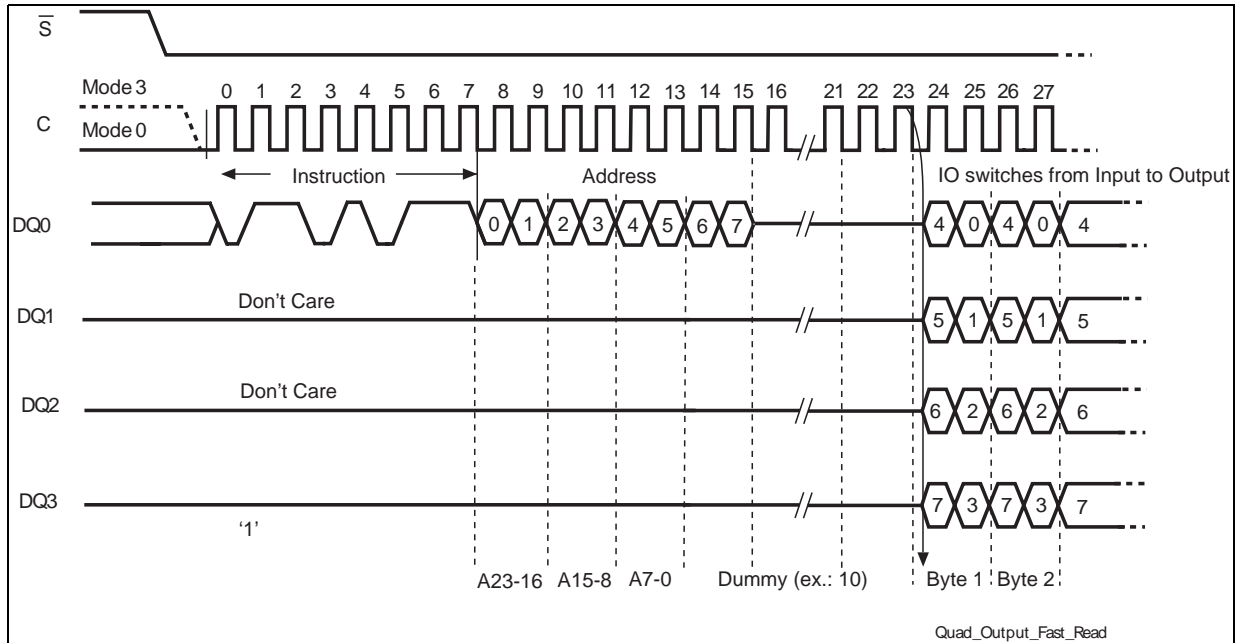 S
Mode 3
0 1 2 3 4 5 6 7 8 9 10 11 12 13 14 15 16 21 22 23 24 25 26 27
C
Mode 0
Instruction Address IO switches from Input to Output
DQ0 0 1 2 3 4 5 6 7 4 0 4 0 4
Don't Care
DQ1 5 1 5 1 5
Don't Care
DQ2 6 2 6 2 6
DQ3 7 3 7 3 7
‘1’
A23-16 A15-8 A7-0 Dummy (ex.: 10) Byte 1 Byte 2
Quad_Output_Fast_Read